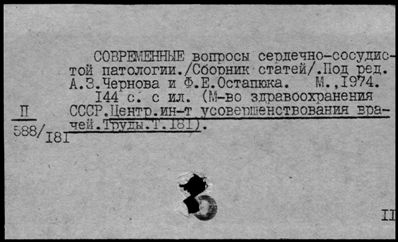 СОВРЕМЕННЫЕ вопросы сердечно-сосудис-
той патологии./Сборник статей/.Под ред.
А.З.Чернова и Ф.Е.Остапюка. М.,1974.
144 с. с ил. (М-во здравоохранения
П СССР.Центр.ин-т усовершенствования вра-
588/181 чей.Труды.Т.181).
II